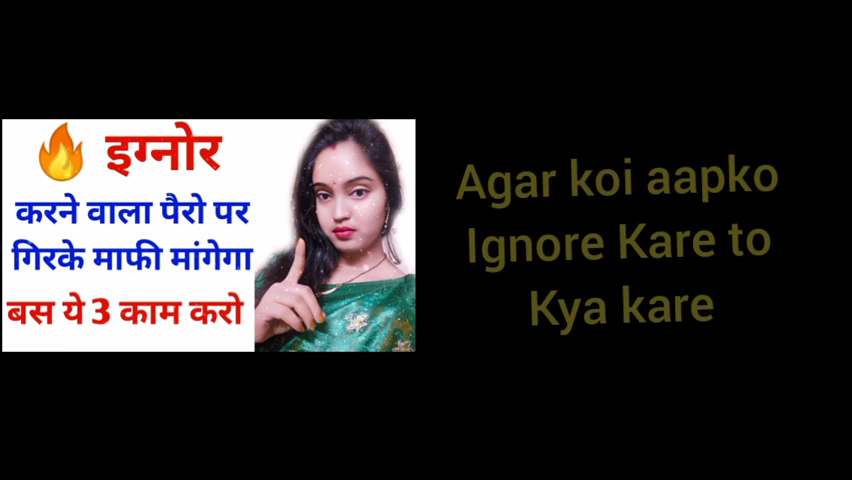 🔥 इग्नोर
करने वाला पैरो पर
गिरके माफी मांगेगा
बस ये 3 काम करो
Agar koi aapko
Ignore Kare to
Kya kare